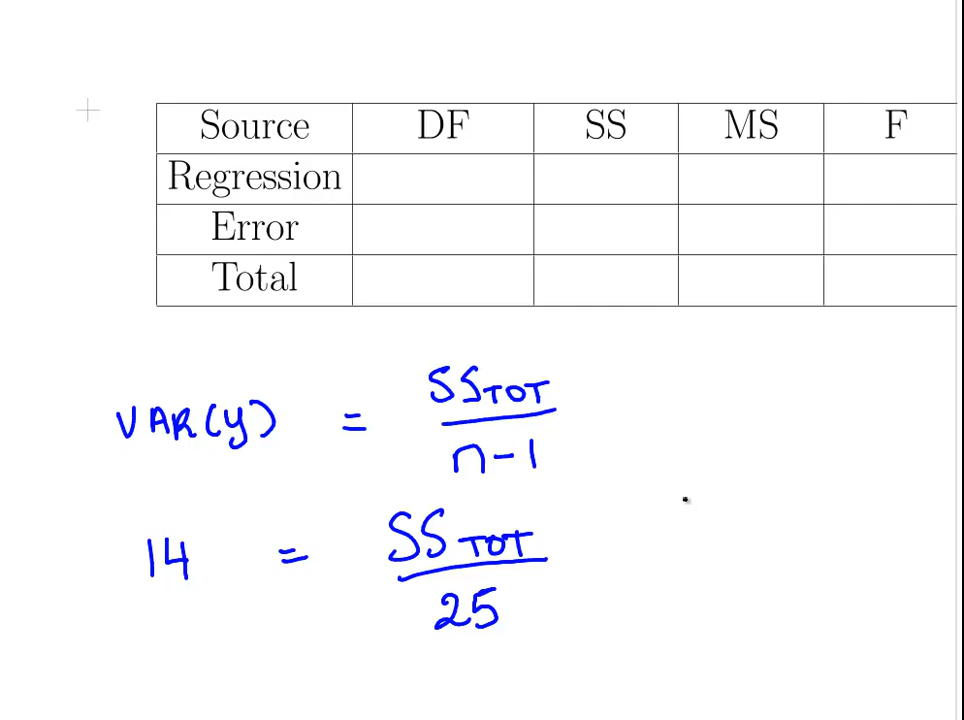 Source DF SS MS F
Regression
Error
Total
VAR(y) = SSTOT / n-1
14 = SSTOT / 25